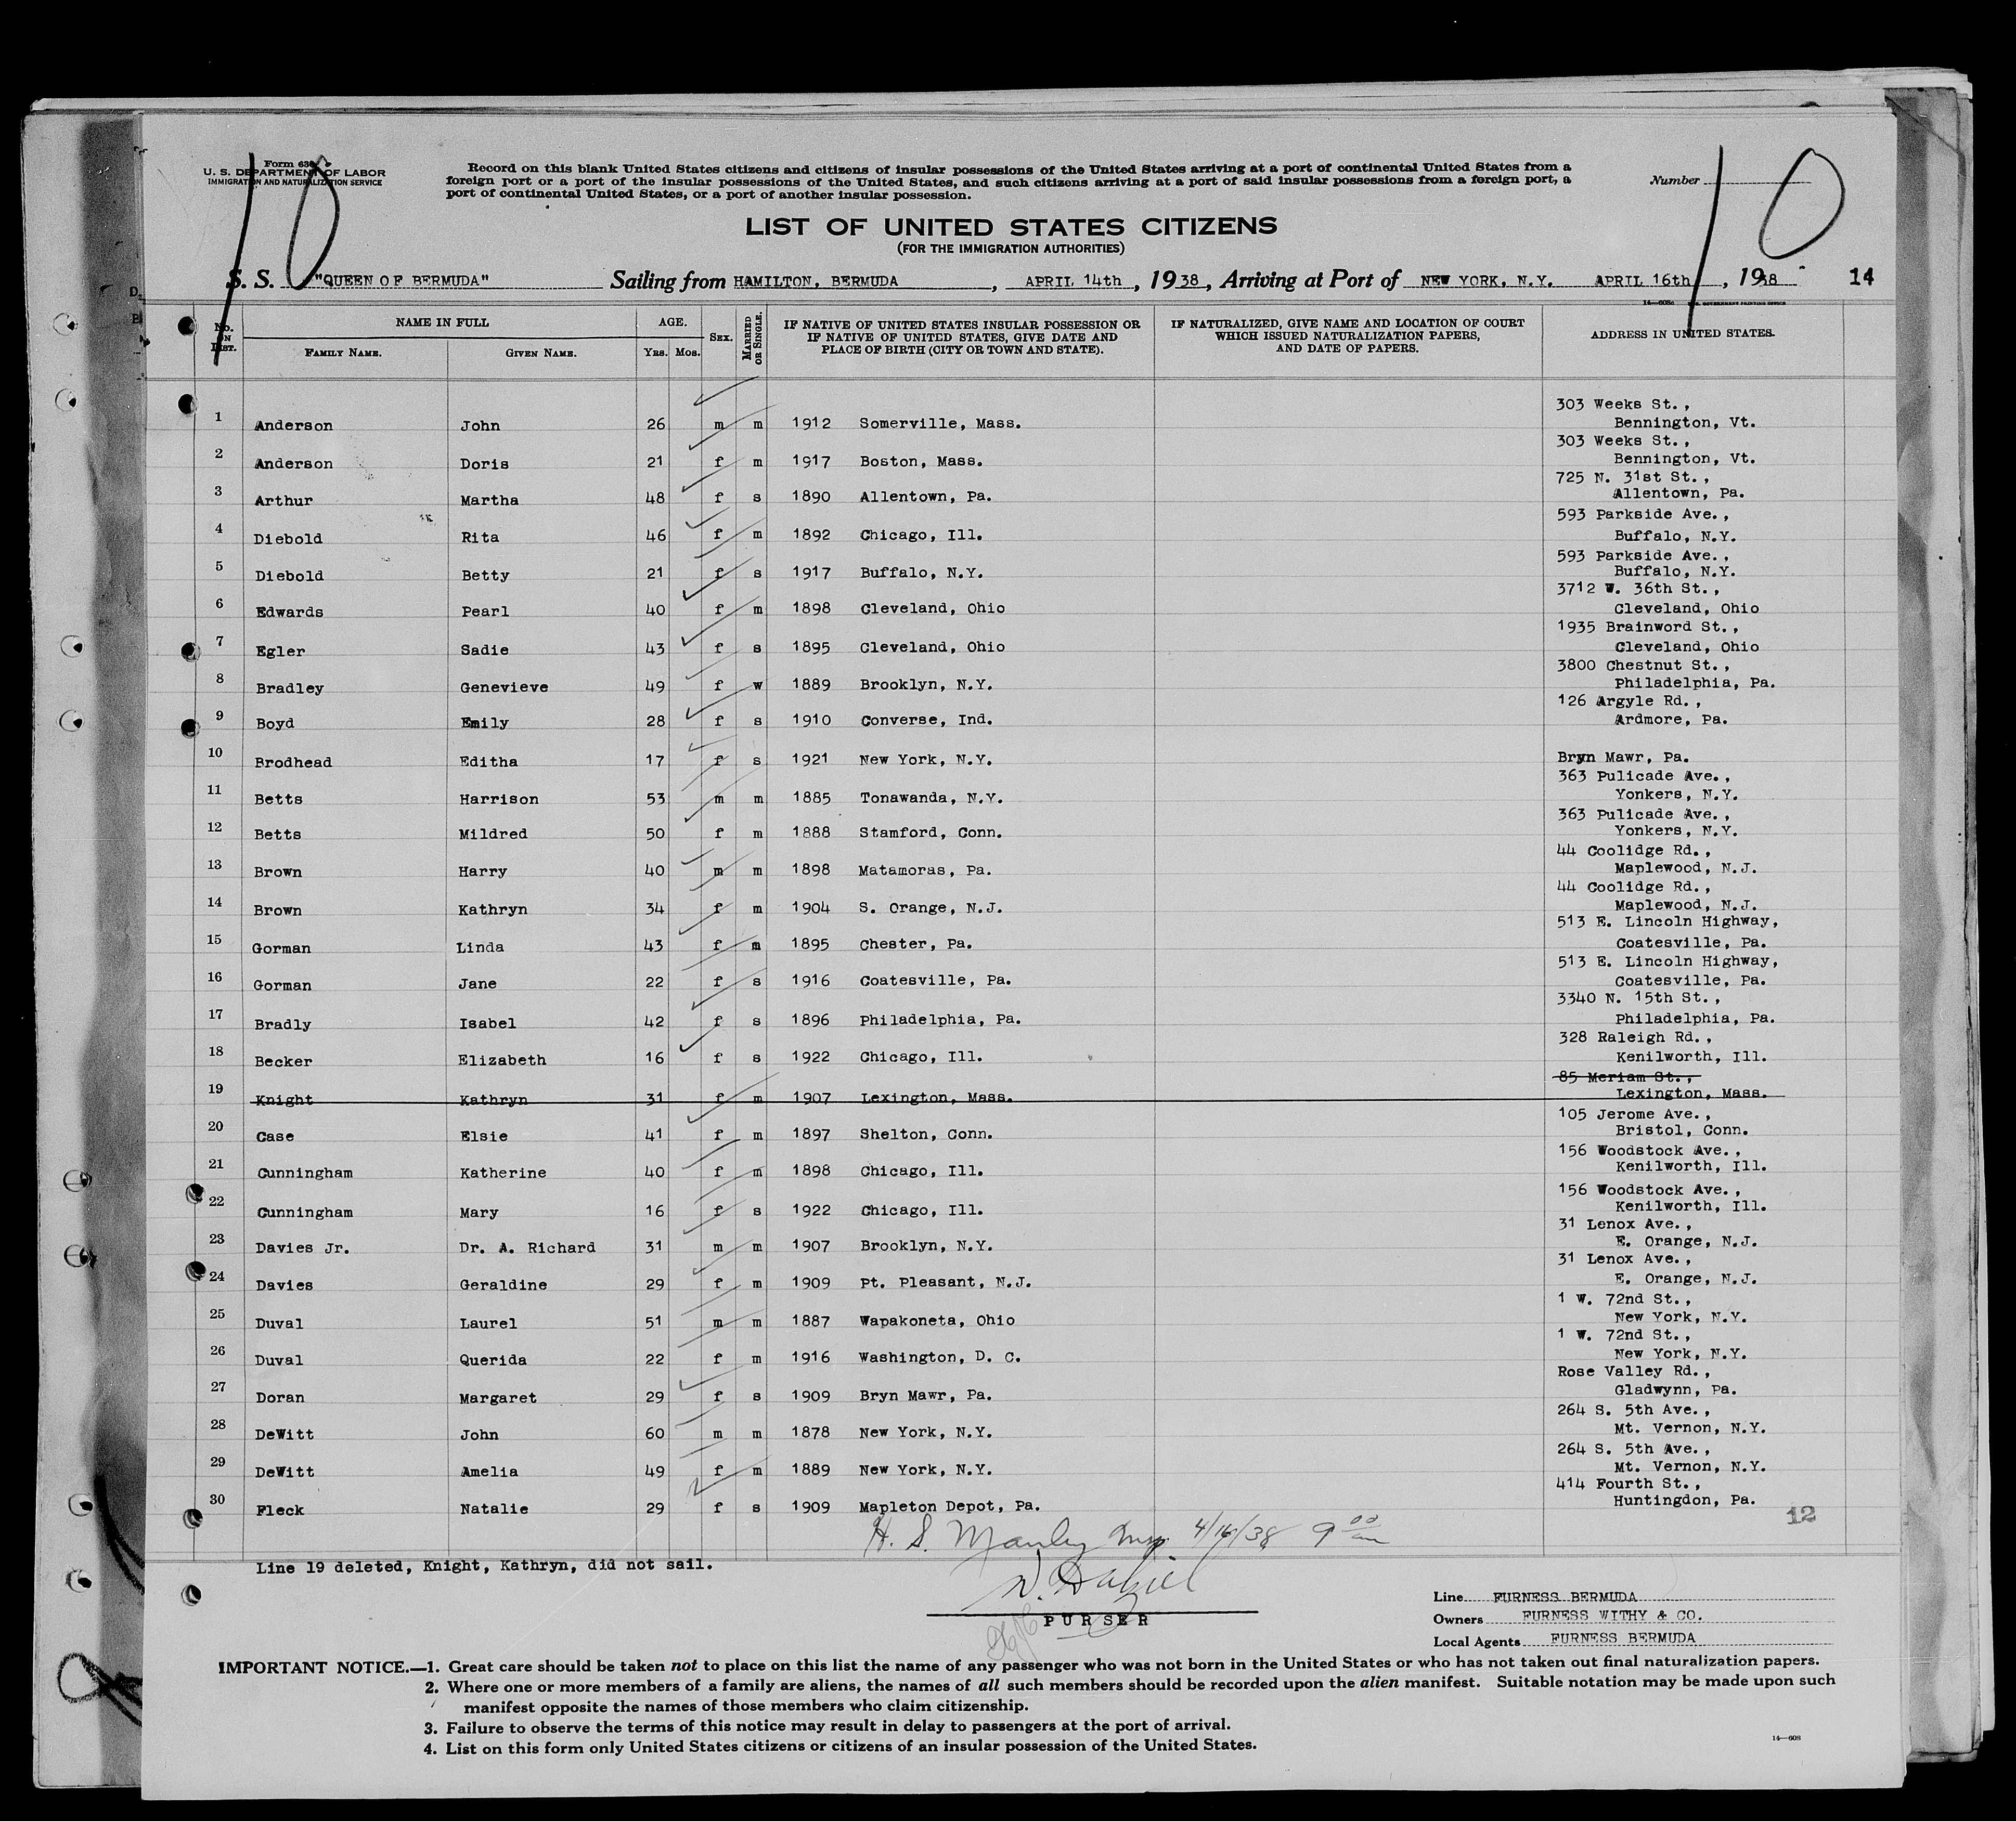 Form 630
U. S. DEPARTMENT OF LABOR
IMMIGRATION AND NATURALIZATION SERVICE
Record on this blank United States citizens and citizens of insular possessions of the United States arriving at a port of continental United States from a
foreign port or a port of the insular possessions of the United States, and such citizens arriving at a port of said insular possessions from a foreign port, a
port of continental United States, or a port of another insular possession.
Number
10
10
LIST OF UNITED STATES CITIZENS
(FOR THE IMMIGRATION AUTHORITIES)
S. S. "QUEEN OF BERMUDA" Sailing from HAMILTON, BERMUDA, APRIL 14th, 1938, Arriving at Port of NEW YORK, N.Y. APRIL 16th, 1938 14
No. ON LIST. NAME IN FULL FAMILY NAME. GIVEN NAME. AGE. YRS. MOS. SEX. MARRIED OR SINGLE. IF NATIVE OF UNITED STATES INSULAR POSSESSION OR IF NATIVE OF UNITED STATES, GIVE DATE AND PLACE OF BIRTH (CITY OR TOWN AND STATE). IF NATURALIZED, GIVE NAME AND LOCATION OF COURT WHICH ISSUED NATURALIZATION PAPERS, AND DATE OF PAPERS. ADDRESS IN UNITED STATES.
1 Anderson John 26 m m 1912 Somerville, Mass. 303 Weeks St., Bennington, Vt.
2 Anderson Doris 21 f m 1917 Boston, Mass. 303 Weeks St., Bennington, Vt.
3 Arthur Martha 48 f s 1890 Allentown, Pa. 725 N. 31st St., Allentown, Pa.
4 Diebold Rita 46 f m 1892 Chicago, Ill. 593 Parkside Ave., Buffalo, N.Y.
5 Diebold Betty 21 f s 1917 Buffalo, N.Y. 593 Parkside Ave., Buffalo, N.Y.
6 Edwards Pearl 40 f m 1898 Cleveland, Ohio 3712 W. 36th St., Cleveland, Ohio
7 Egler Sadie 43 f s 1895 Cleveland, Ohio 1935 Brainword St., Cleveland, Ohio
8 Bradley Genevieve 49 f w 1889 Brooklyn, N.Y. 3800 Chestnut St., Philadelphia, Pa.
9 Boyd Emily 28 f s 1910 Converse, Ind. 126 Argyle Rd., Ardmore, Pa.
10 Brodhead Editha 17 f s 1921 New York, N.Y. Bryn Mawr, Pa.
11 Betts Harrison 53 m m 1885 Tonawanda, N.Y. 363 Pulicade Ave., Yonkers, N.Y.
12 Betts Mildred 50 f m 1888 Stamford, Conn. 363 Pulicade Ave., Yonkers, N.Y.
13 Brown Harry 40 m m 1898 Matamoras, Pa. 44 Coolidge Rd., Maplewood, N.J.
14 Brown Kathryn 34 f m 1904 S. Orange, N.J. 44 Coolidge Rd., Maplewood, N.J.
15 Gorman Linda 43 f m 1895 Chester, Pa. 513 E. Lincoln Highway, Coatesville, Pa.
16 Gorman Jane 22 f s 1916 Coatesville, Pa. 513 E. Lincoln Highway, Coatesville, Pa.
17 Bradly Isabel 42 f s 1896 Philadelphia, Pa. 3340 N. 15th St., Philadelphia, Pa.
18 Becker Elizabeth 16 f s 1922 Chicago, Ill. 328 Raleigh Rd., Kenilworth, Ill.
19 Knight Kathryn 31 f m 1907 Lexington, Mass. 85 Meriam St., Lexington, Mass.
20 Case Elsie 41 f m 1897 Shelton, Conn. 105 Jerome Ave., Bristol, Conn.
21 Cunningham Katherine 40 f m 1898 Chicago, Ill. 156 Woodstock Ave., Kenilworth, Ill.
22 Cunningham Mary 16 f s 1922 Chicago, Ill. 156 Woodstock Ave., Kenilworth, Ill.
23 Davies Jr. Dr. A. Richard 31 m m 1907 Brooklyn, N.Y. 31 Lenox Ave., E. Orange, N.J.
24 Davies Geraldine 29 f m 1909 Pt. Pleasant, N.J. 31 Lenox Ave., E. Orange, N.J.
25 Duval Laurel 51 m m 1887 Wapakoneta, Ohio 1 W. 72nd St., New York, N.Y.
26 Duval Querida 22 f m 1916 Washington, D. C. 1 W. 72nd St., New York, N.Y.
27 Doran Margaret 29 f s 1909 Bryn Mawr, Pa. Rose Valley Rd., Gladwynn, Pa.
28 DeWitt John 60 m m 1878 New York, N.Y. 264 S. 5th Ave., Mt. Vernon, N.Y.
29 DeWitt Amelia 49 f m 1889 New York, N.Y. 264 S. 5th Ave., Mt. Vernon, N.Y.
30 Fleck Natalie 29 f s 1909 Mapleton Depot, Pa. 414 Fourth St., Huntingdon, Pa.
12
H. S. Manley Insp. 4/16/38 9 00 am
Line 19 deleted, Knight, Kathryn, did not sail.
PURSER
Line FURNESS BERMUDA
Owners FURNESS WITHY & CO.
Local Agents FURNESS BERMUDA
IMPORTANT NOTICE.—1. Great care should be taken not to place on this list the name of any passenger who was not born in the United States or who has not taken out final naturalization papers.
2. Where one or more members of a family are aliens, the names of all such members should be recorded upon the alien manifest. Suitable notation may be made upon such
manifest opposite the names of those members who claim citizenship.
3. Failure to observe the terms of this notice may result in delay to passengers at the port of arrival.
4. List on this form only United States citizens or citizens of an insular possession of the United States.
14—608